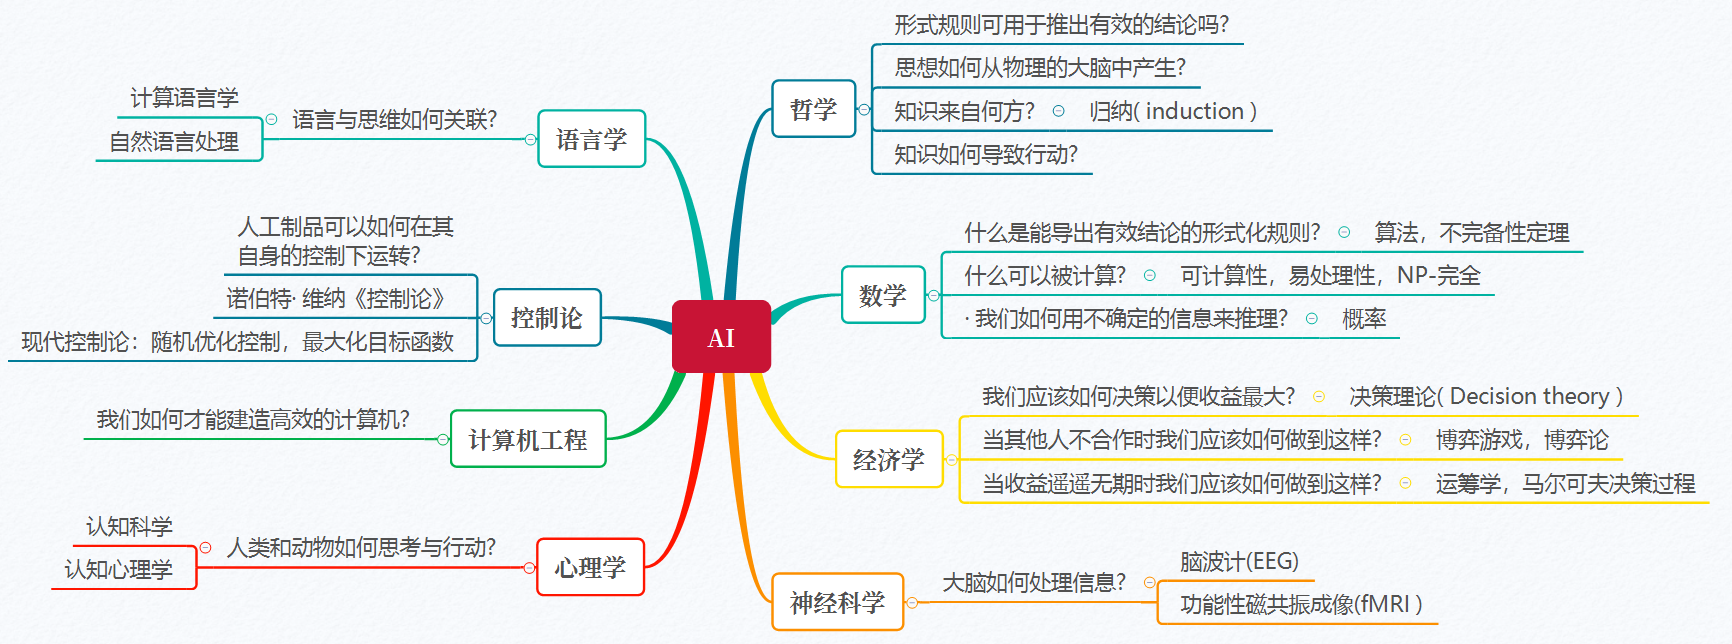 AI
哲学
形式规则可用于推出有效的结论吗?
思想如何从物理的大脑中产生?
知识来自何方?
归纳( induction )
知识如何导致行动?
数学
什么是能导出有效结论的形式化规则?
算法，不完备性定理
什么可以被计算?
可计算性，易处理性，NP-完全
· 我们如何用不确定的信息来推理?
概率
经济学
我们应该如何决策以便收益最大?
决策理论( Decision theory )
当其他人不合作时我们应该如何做到这样?
博弈游戏，博弈论
当收益遥遥无期时我们应该如何做到这样?
运筹学，马尔可夫决策过程
神经科学
大脑如何处理信息?
脑波计(EEG)
功能性磁共振成像(fMRI )
语言学
语言与思维如何关联?
计算语言学
自然语言处理
控制论
人工制品可以如何在其
自身的控制下运转?
诺伯特· 维纳《控制论》
现代控制论：随机优化控制，最大化目标函数
计算机工程
我们如何才能建造高效的计算机?
心理学
人类和动物如何思考与行动?
认知科学
认知心理学